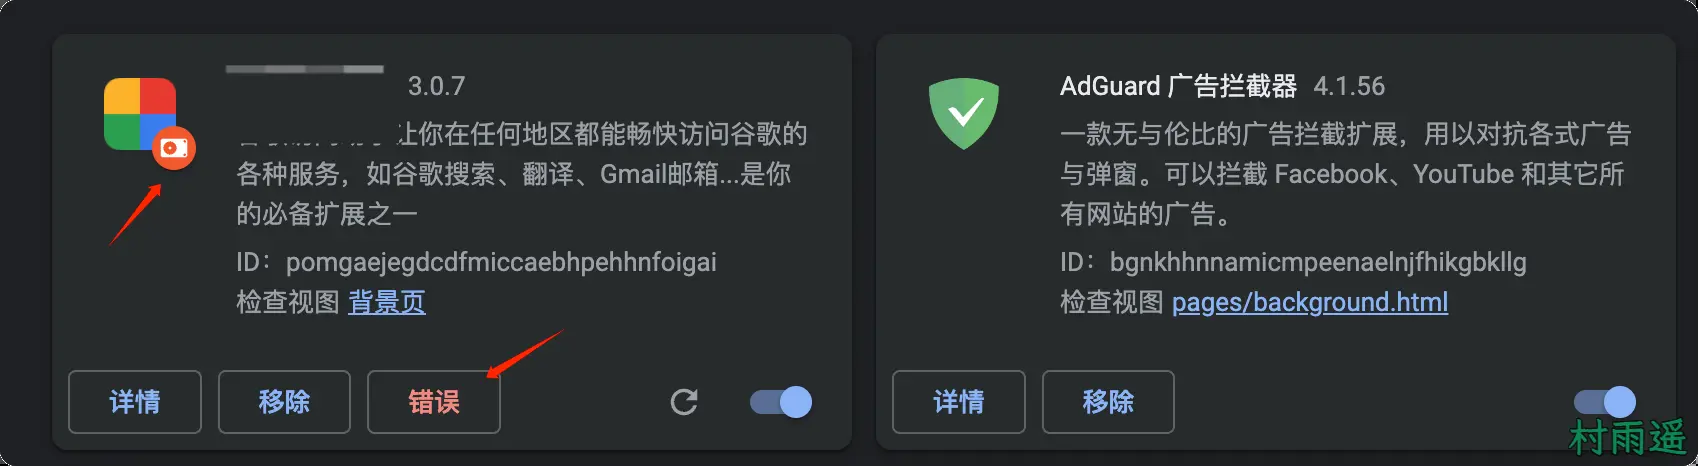 3.0.7
让你在任何地区都能畅快访问谷歌的
各种服务，如谷歌搜索、翻译、Gmail邮箱...是你
的必备扩展之一
ID：pomgaejegdcdfmiccaebhpehhnfoigai
检查视图 背景页
详情 移除 错误
AdGuard 广告拦截器 4.1.56
一款无与伦比的广告拦截扩展，用以对抗各式广告
与弹窗。可以拦截 Facebook、YouTube 和其它所
有网站的广告。
ID：bgnkhhnnamicmpeenaelnjfhikgbkllg
检查视图 pages/background.html
详情 移除
村雨遥